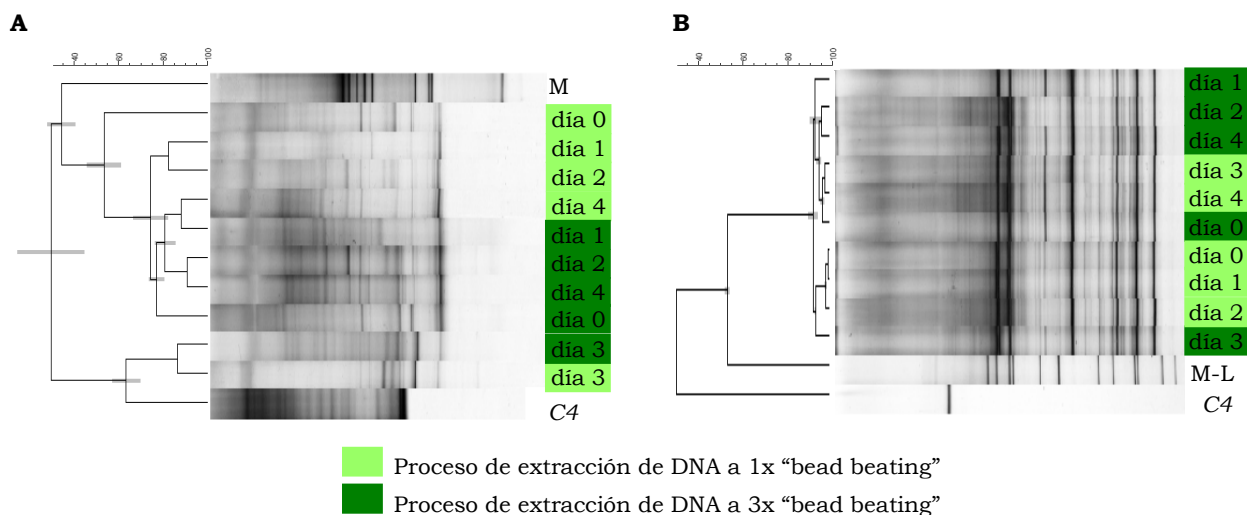 A
40
60
80
100
M
día 0
día 1
día 2
día 4
día 1
día 2
día 4
día 0
día 3
día 3
C4
B
40
60
80
100
día 1
día 2
día 4
día 3
día 4
día 0
día 0
día 1
día 2
día 3
M-L
C4
Proceso de extracción de DNA a 1x “bead beating”
Proceso de extracción de DNA a 3x “bead beating”